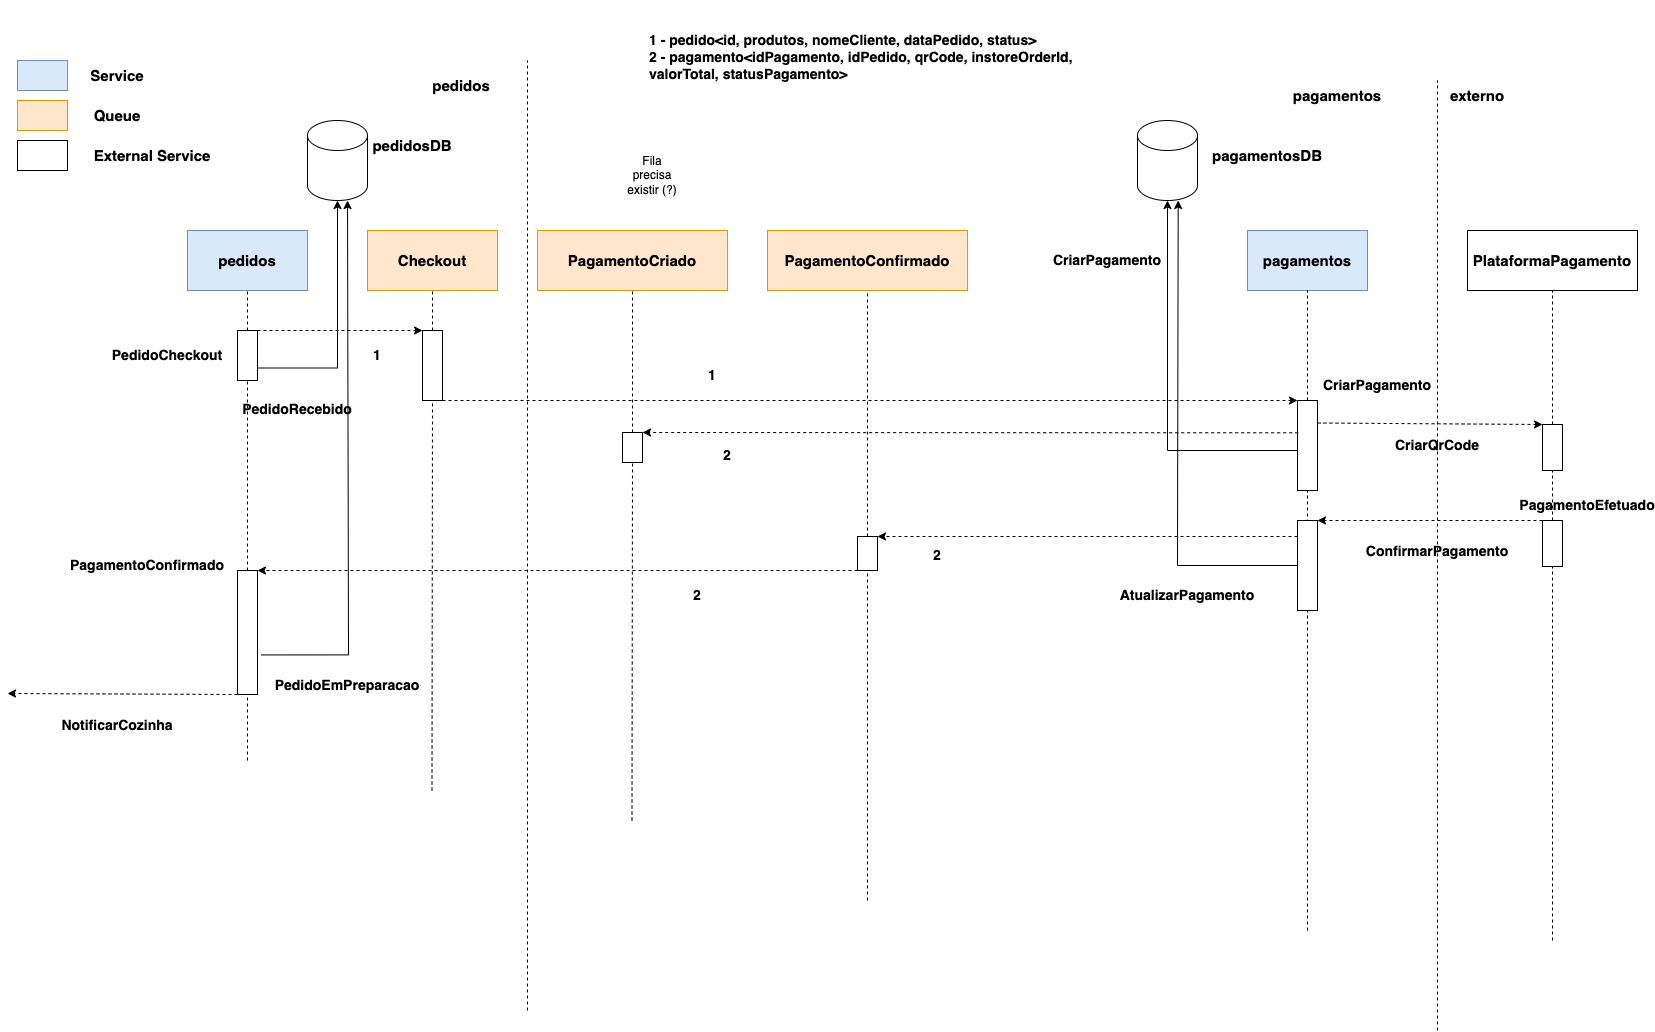 1 - pedido<id, produtos, nomeCliente, dataPedido, status>
2 - pagamento<idPagamento, idPedido, qrCode, instoreOrderId,
valorTotal, statusPagamento>
Service
Queue
External Service
pedidos
pagamentos
externo
pedidosDB
pagamentosDB
Fila
precisa
existir (?)
pedidos
Checkout
PagamentoCriado
PagamentoConfirmado
CriarPagamento
pagamentos
PlataformaPagamento
PedidoCheckout
1
1
CriarPagamento
PedidoRecebido
2
CriarQrCode
PagamentoEfetuado
ConfirmarPagamento
2
PagamentoConfirmado
2
AtualizarPagamento
PedidoEmPreparacao
NotificarCozinha